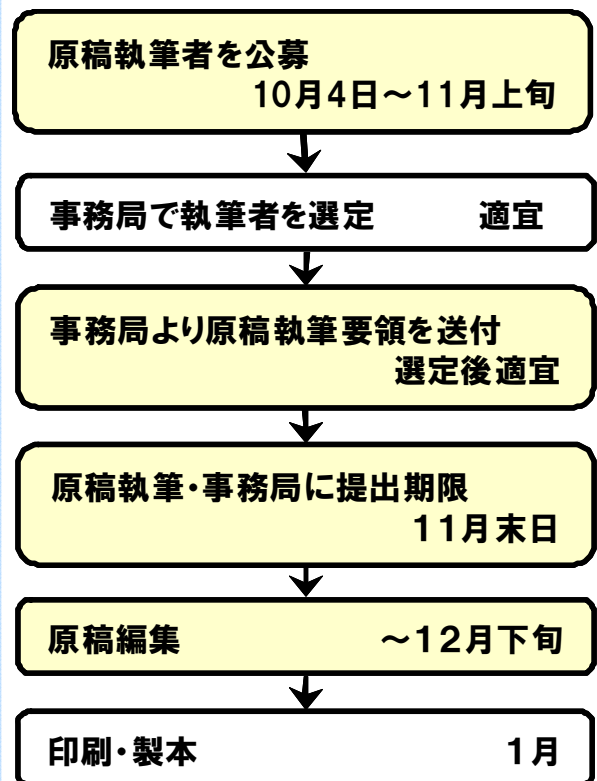 原稿執筆者を公募
10月4日～11月上旬
事務局で執筆者を選定　適宜
事務局より原稿執筆要領を送付
選定後適宜
原稿執筆・事務局に提出期限
11月末日
原稿編集　～12月下旬
印刷・製本　1月